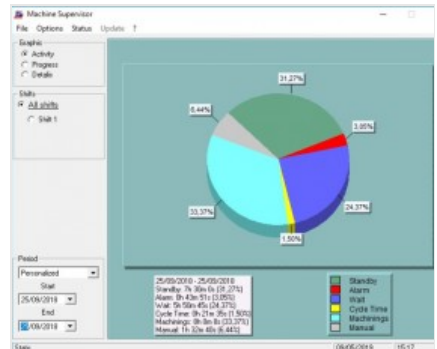 Machine Supervisor
File Options Status Update ?
Graphic
Activity
Progress
Details
Shifts
All shifts
Shift 1
31,27%
3,05%
24,37%
1,50%
33,37%
6,44%
Period
Personalized
Start
25/09/2018
End
/09/2018
25/09/2018 - 25/09/2018
Standby: 7h 30m 0s (31,27%)
Alarm: 0h 43m 51s (3,05%)
Wait: 5h 50m 45s (24,37%)
Cycle Time: 0h 21m 35s (1,50%)
Machinings: 8h 0m 8s (33,37%)
Manual: 1h 32m 40s (6,44%)
Standby
Alarm
Wait
Cycle Time
Machinings
Manual
15:17